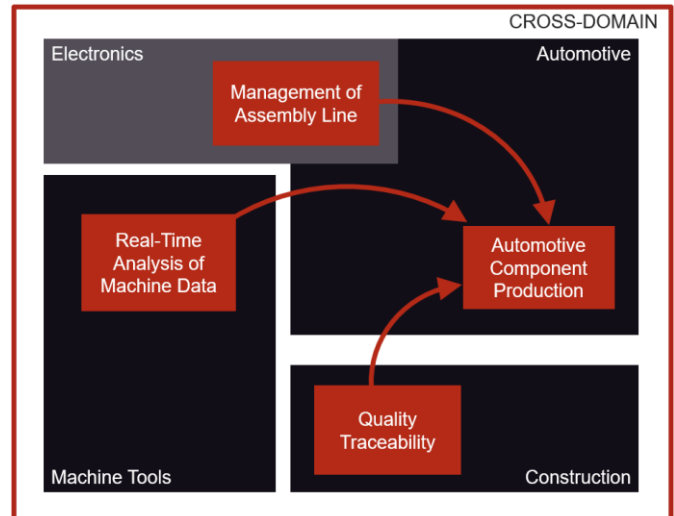 CROSS-DOMAIN
Electronics
Automotive
Management of
Assembly Line
Real-Time
Analysis of
Machine Data
Automotive
Component
Production
Quality
Traceability
Machine Tools
Construction